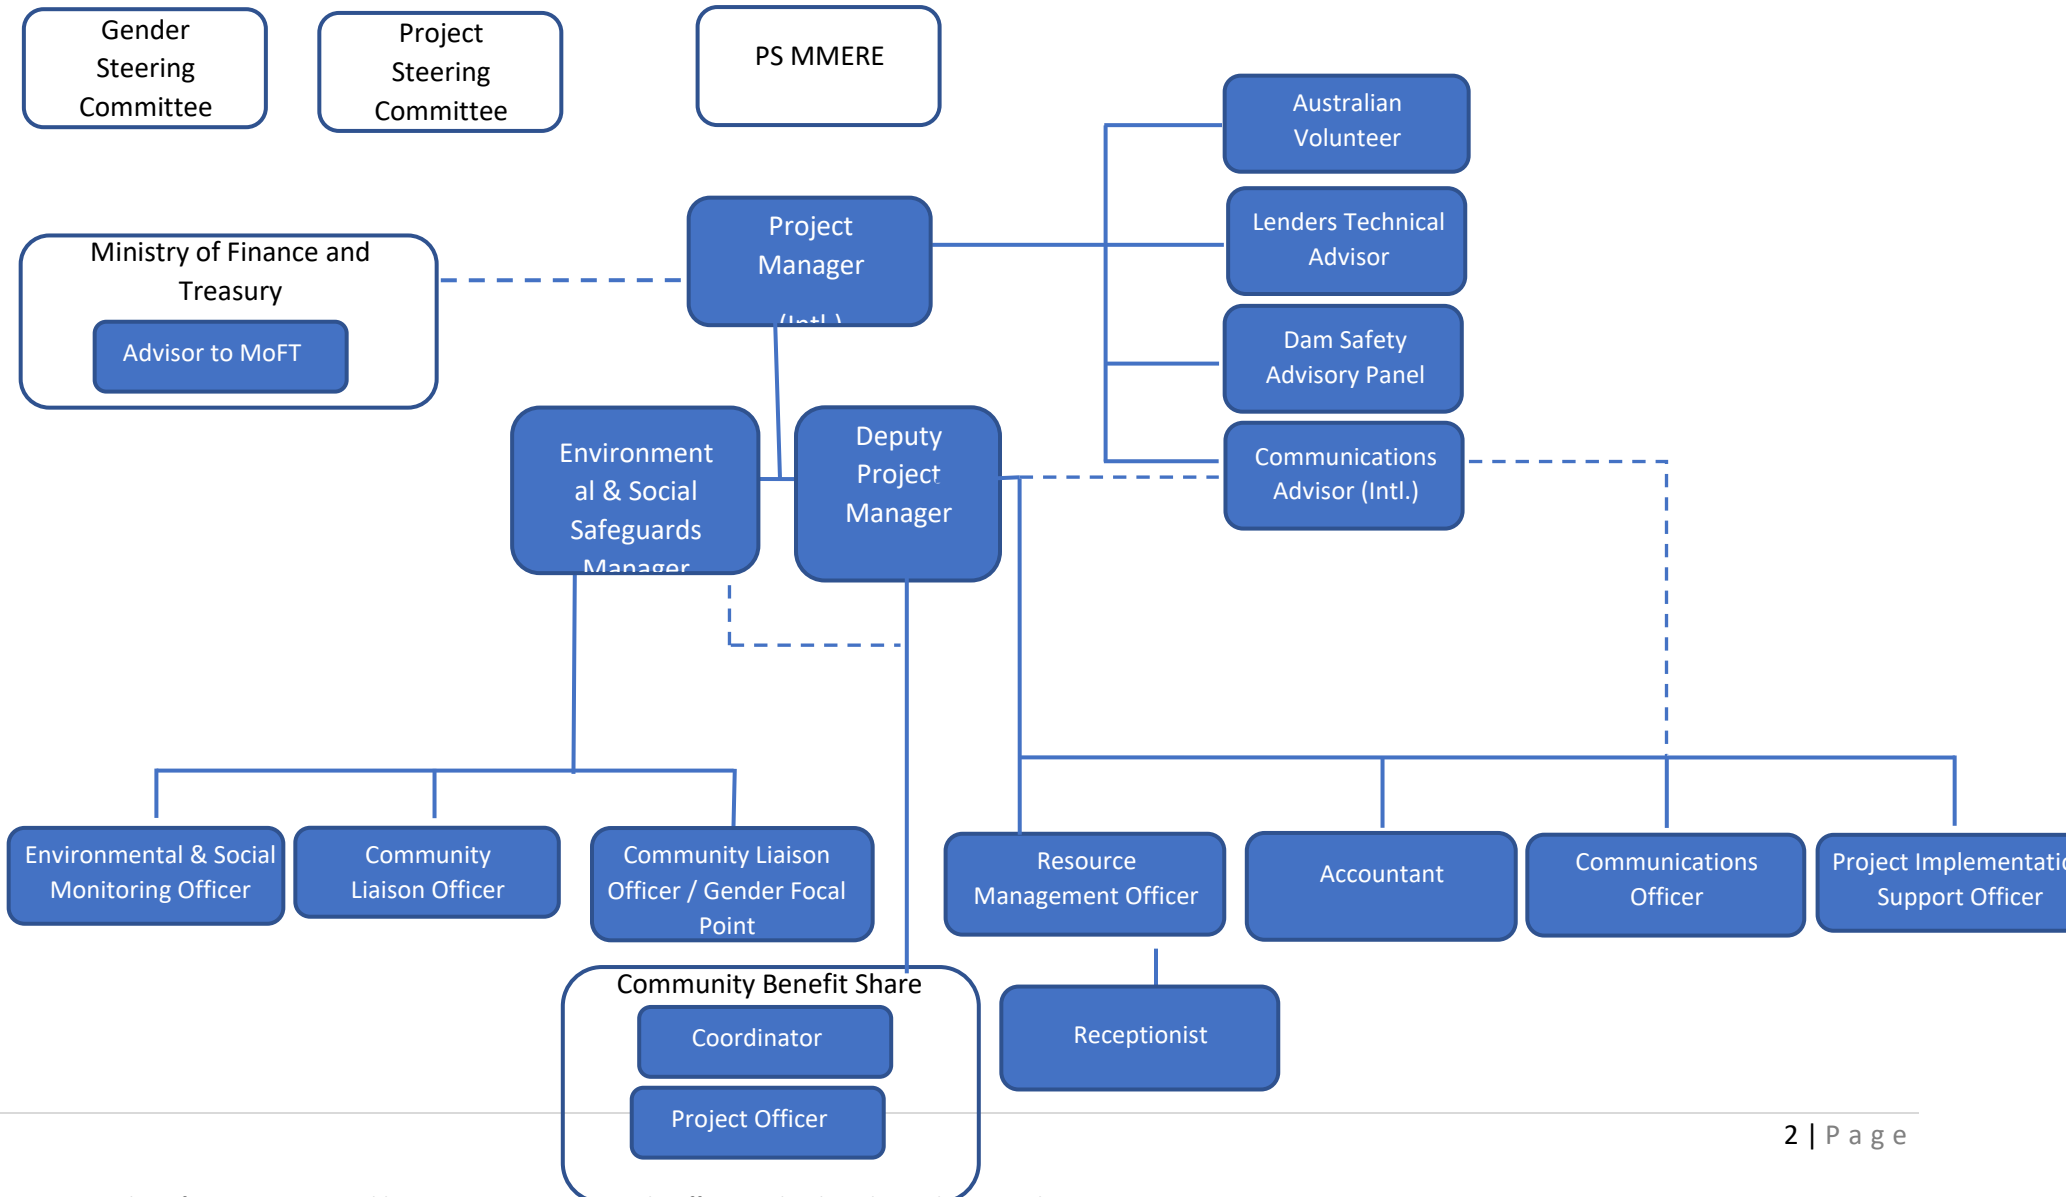 Gender
Steering
Committee
Project
Steering
Committee
PS MMERE
Australian
Volunteer
Lenders Technical
Advisor
Dam Safety
Advisory Panel
Communications
Advisor (Intl.)
Project
Manager
(Intl.)
Ministry of Finance and
Treasury
Advisor to MoFT
Environment
al & Social
Safeguards
Manager
Deputy
Project
Manager
Environmental & Social
Monitoring Officer
Community
Liaison Officer
Community Liaison
Officer / Gender Focal
Point
Resource
Management Officer
Accountant
Communications
Officer
Project Implementatio
Support Officer
Community Benefit Share
Coordinator
Project Officer
Receptionist
2 | Page